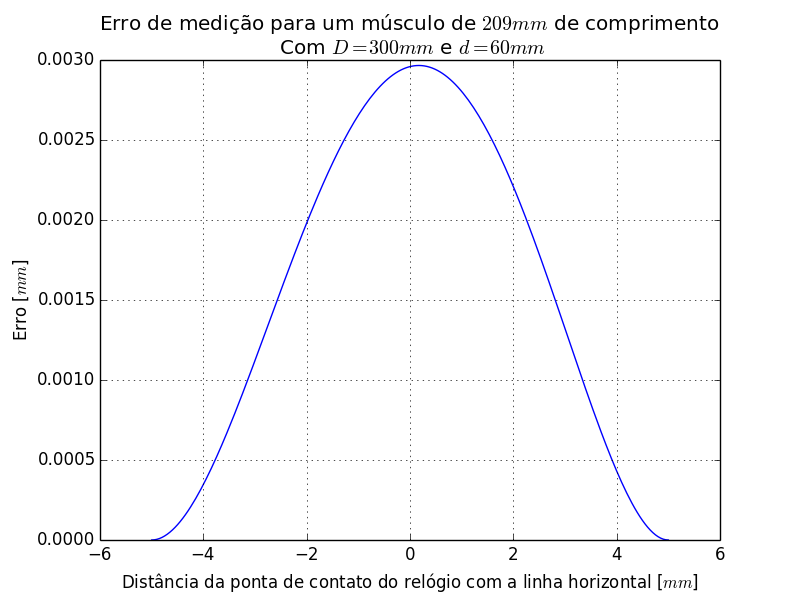 Erro de medição para um músculo de 209mm de comprimento
Com D=300mm e d=60mm
0.0030
0.0025
0.0020
0.0015
0.0010
0.0005
0.0000
Erro [mm]
−6 −4 −2 0 2 4 6
Distância da ponta de contato do relógio com a linha horizontal [mm]